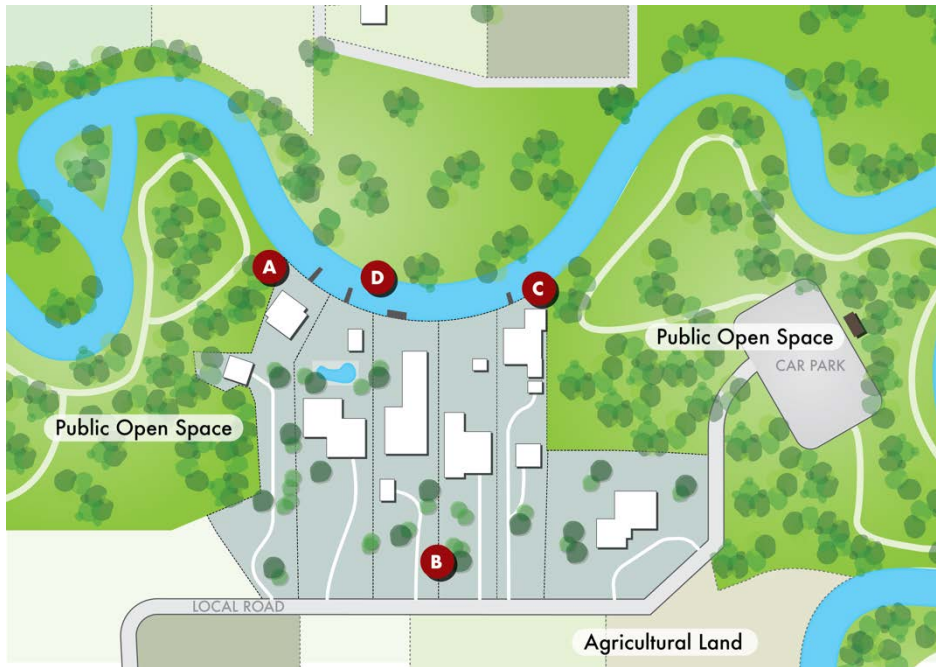 A
D
C
Public Open Space
CAR PARK
Public Open Space
B
LOCAL ROAD
Agricultural Land